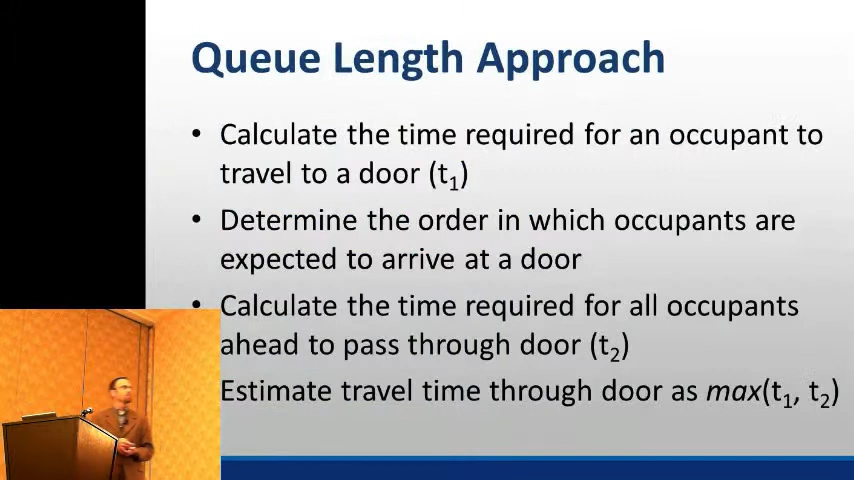 Queue Length Approach
• Calculate the time required for an occupant to
travel to a door (t₁)
• Determine the order in which occupants are
expected to arrive at a door
• Calculate the time required for all occupants
ahead to pass through door (t₂)
Estimate travel time through door as max(t₁, t₂)